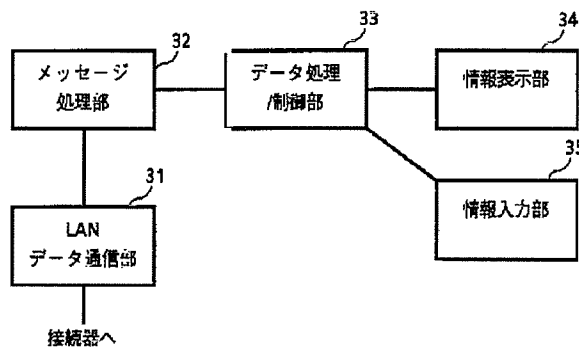 32
メッセージ
処理部
33
データ処理
/制御部
34
情報表示部
35
情報入力部
31
LAN
データ通信部
接続器へ